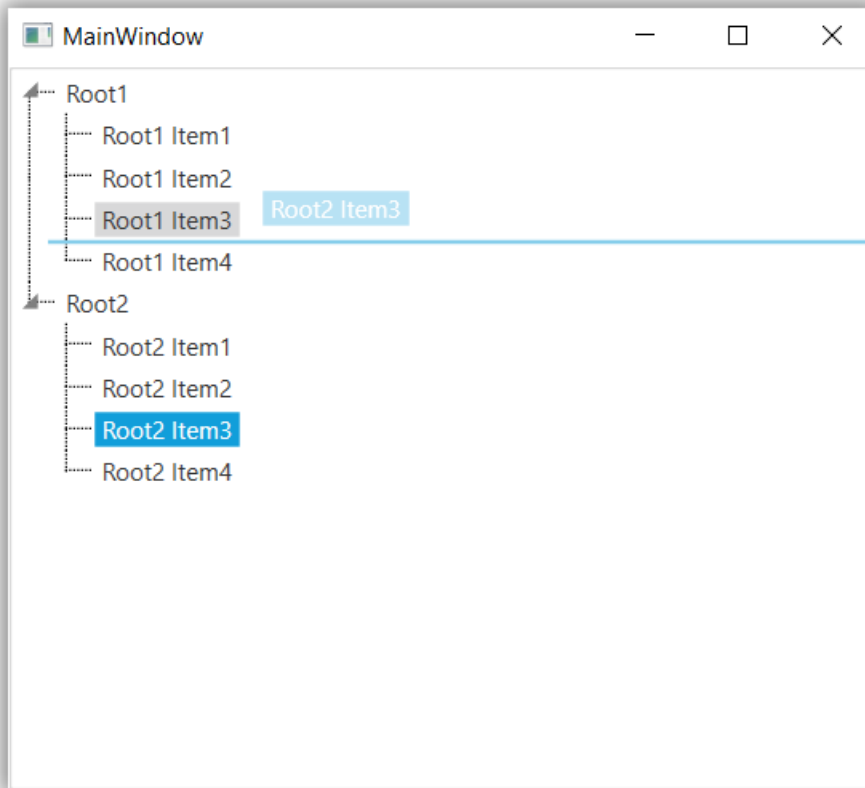 MainWindow
Root1
Root1 Item1
Root1 Item2
Root1 Item3
Root2 Item3
Root1 Item4
Root2
Root2 Item1
Root2 Item2
Root2 Item3
Root2 Item4